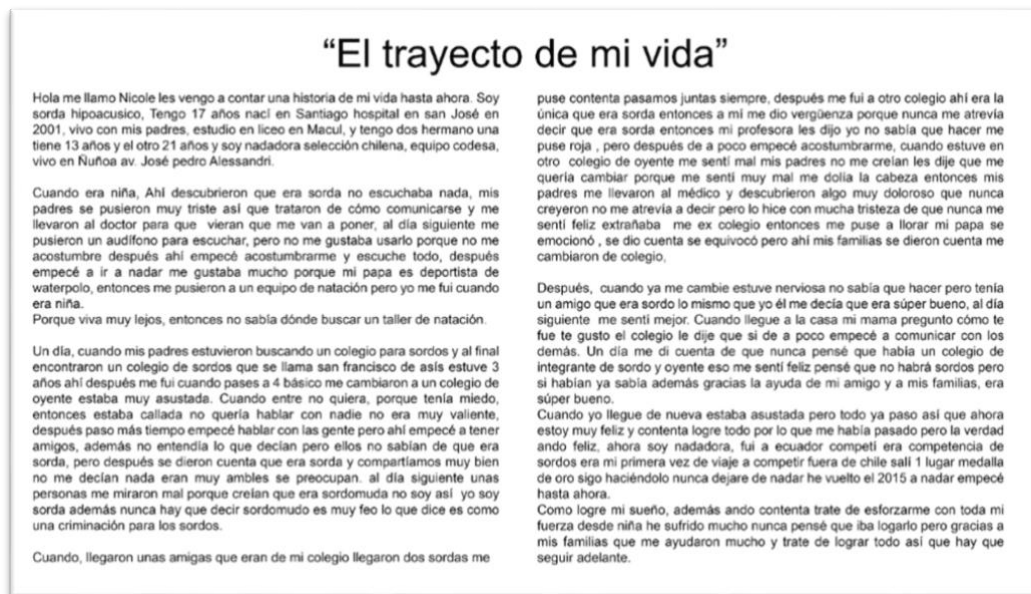 “El trayecto de mi vida”
Hola me llamo Nicole les vengo a contar una historia de mi vida hasta ahora. Soy
sorda hipoacusico, Tengo 17 años nací en Santiago hospital en san José en
2001, vivo con mis padres, estudio en liceo en Macul, y tengo dos hermano una
tiene 13 años y el otro 21 años y soy nadadora selección chilena, equipo codesa,
vivo en Ñuñoa av. José pedro Alessandri.
Cuando era niña, Ahí descubrieron que era sorda no escuchaba nada, mis
padres se pusieron muy triste así que trataron de cómo comunicarse y me
llevaron al doctor para que vieran que me van a poner, al día siguiente me
pusieron un audífono para escuchar, pero no me gustaba usarlo porque no me
acostumbre después ahí empecé acostumbrarme y escuche todo, después
empecé a ir a nadar me gustaba mucho porque mi papa es deportista de
waterpolo, entonces me pusieron a un equipo de natación pero yo me fui cuando
era niña.
Porque viva muy lejos, entonces no sabía dónde buscar un taller de natación.
Un día, cuando mis padres estuvieron buscando un colegio para sordos y al final
encontraron un colegio de sordos que se llama san francisco de asís estuve 3
años ahí después me fui cuando pases a 4 básico me cambiaron a un colegio de
oyente estaba muy asustada. Cuando entre no quiera, porque tenía miedo,
entonces estaba callada no quería hablar con nadie no era muy valiente,
después paso más tiempo empecé hablar con las gente pero ahí empecé a tener
amigos, además no entendía lo que decían pero ellos no sabían de que era
sorda, pero después se dieron cuenta que era sorda y compartíamos muy bien
no me decían nada eran muy ambles se preocupan. al día siguiente unas
personas me miraron mal porque creían que era sordomuda no soy así yo soy
sorda además nunca hay que decir sordomudo es muy feo lo que dice es como
una criminación para los sordos.
Cuando, llegaron unas amigas que eran de mi colegio llegaron dos sordas me
puse contenta pasamos juntas siempre, después me fui a otro colegio ahí era la
única que era sorda entonces a mí me dio vergüenza porque nunca me atrevía
decir que era sorda entonces mi profesora les dijo yo no sabía que hacer me
puse roja , pero después de a poco empecé acostumbrarme, cuando estuve en
otro colegio de oyente me sentí mal mis padres no me creían les dije que me
quería cambiar porque me sentí muy mal me dolía la cabeza entonces mis
padres me llevaron al médico y descubrieron algo muy doloroso que nunca
creyeron no me atrevía a decir pero lo hice con mucha tristeza de que nunca me
sentí feliz extrañaba me ex colegio entonces me puse a llorar mi papa se
emocionó , se dio cuenta se equivocó pero ahí mis familias se dieron cuenta me
cambiaron de colegio,
Después, cuando ya me cambie estuve nerviosa no sabía que hacer pero tenía
un amigo que era sordo lo mismo que yo él me decía que era súper bueno, al día
siguiente me sentí mejor. Cuando llegue a la casa mi mama pregunto cómo te
fue te gusto el colegio le dije que si de a poco empecé a comunicar con los
demás. Un día me di cuenta de que nunca pensé que había un colegio de
integrante de sordo y oyente eso me sentí feliz pensé que no habrá sordos pero
si habían ya sabía además gracias la ayuda de mi amigo y a mis familias, era
súper bueno.
Cuando yo llegue de nueva estaba asustada pero todo ya paso así que ahora
estoy muy feliz y contenta logre todo por lo que me había pasado pero la verdad
ando feliz, ahora soy nadadora, fui a ecuador competí era competencia de
sordos era mi primera vez de viaje a competir fuera de chile salí 1 lugar medalla
de oro sigo haciéndolo nunca dejare de nadar he vuelto el 2015 a nadar empecé
hasta ahora.
Como logre mi sueño, además ando contenta trate de esforzarme con toda mi
fuerza desde niña he sufrido mucho nunca pensé que iba logarlo pero gracias a
mis familias que me ayudaron mucho y trate de lograr todo así que hay que
seguir adelante.